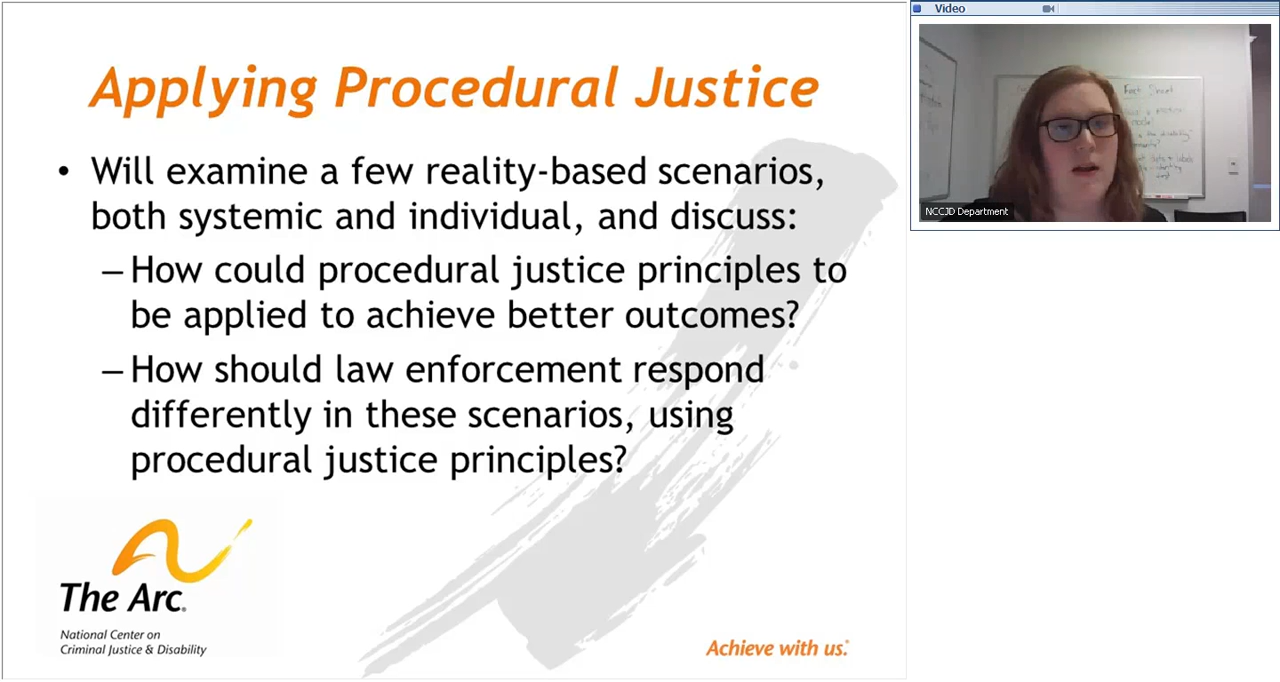 Applying Procedural Justice
• Will examine a few reality-based scenarios,
both systemic and individual, and discuss:
– How could procedural justice principles to
be applied to achieve better outcomes?
– How should law enforcement respond
differently in these scenarios, using
procedural justice principles?
The Arc®
National Center on
Criminal Justice & Disability
Achieve with us.®
Video
Fact Sheet
NCCJD Department